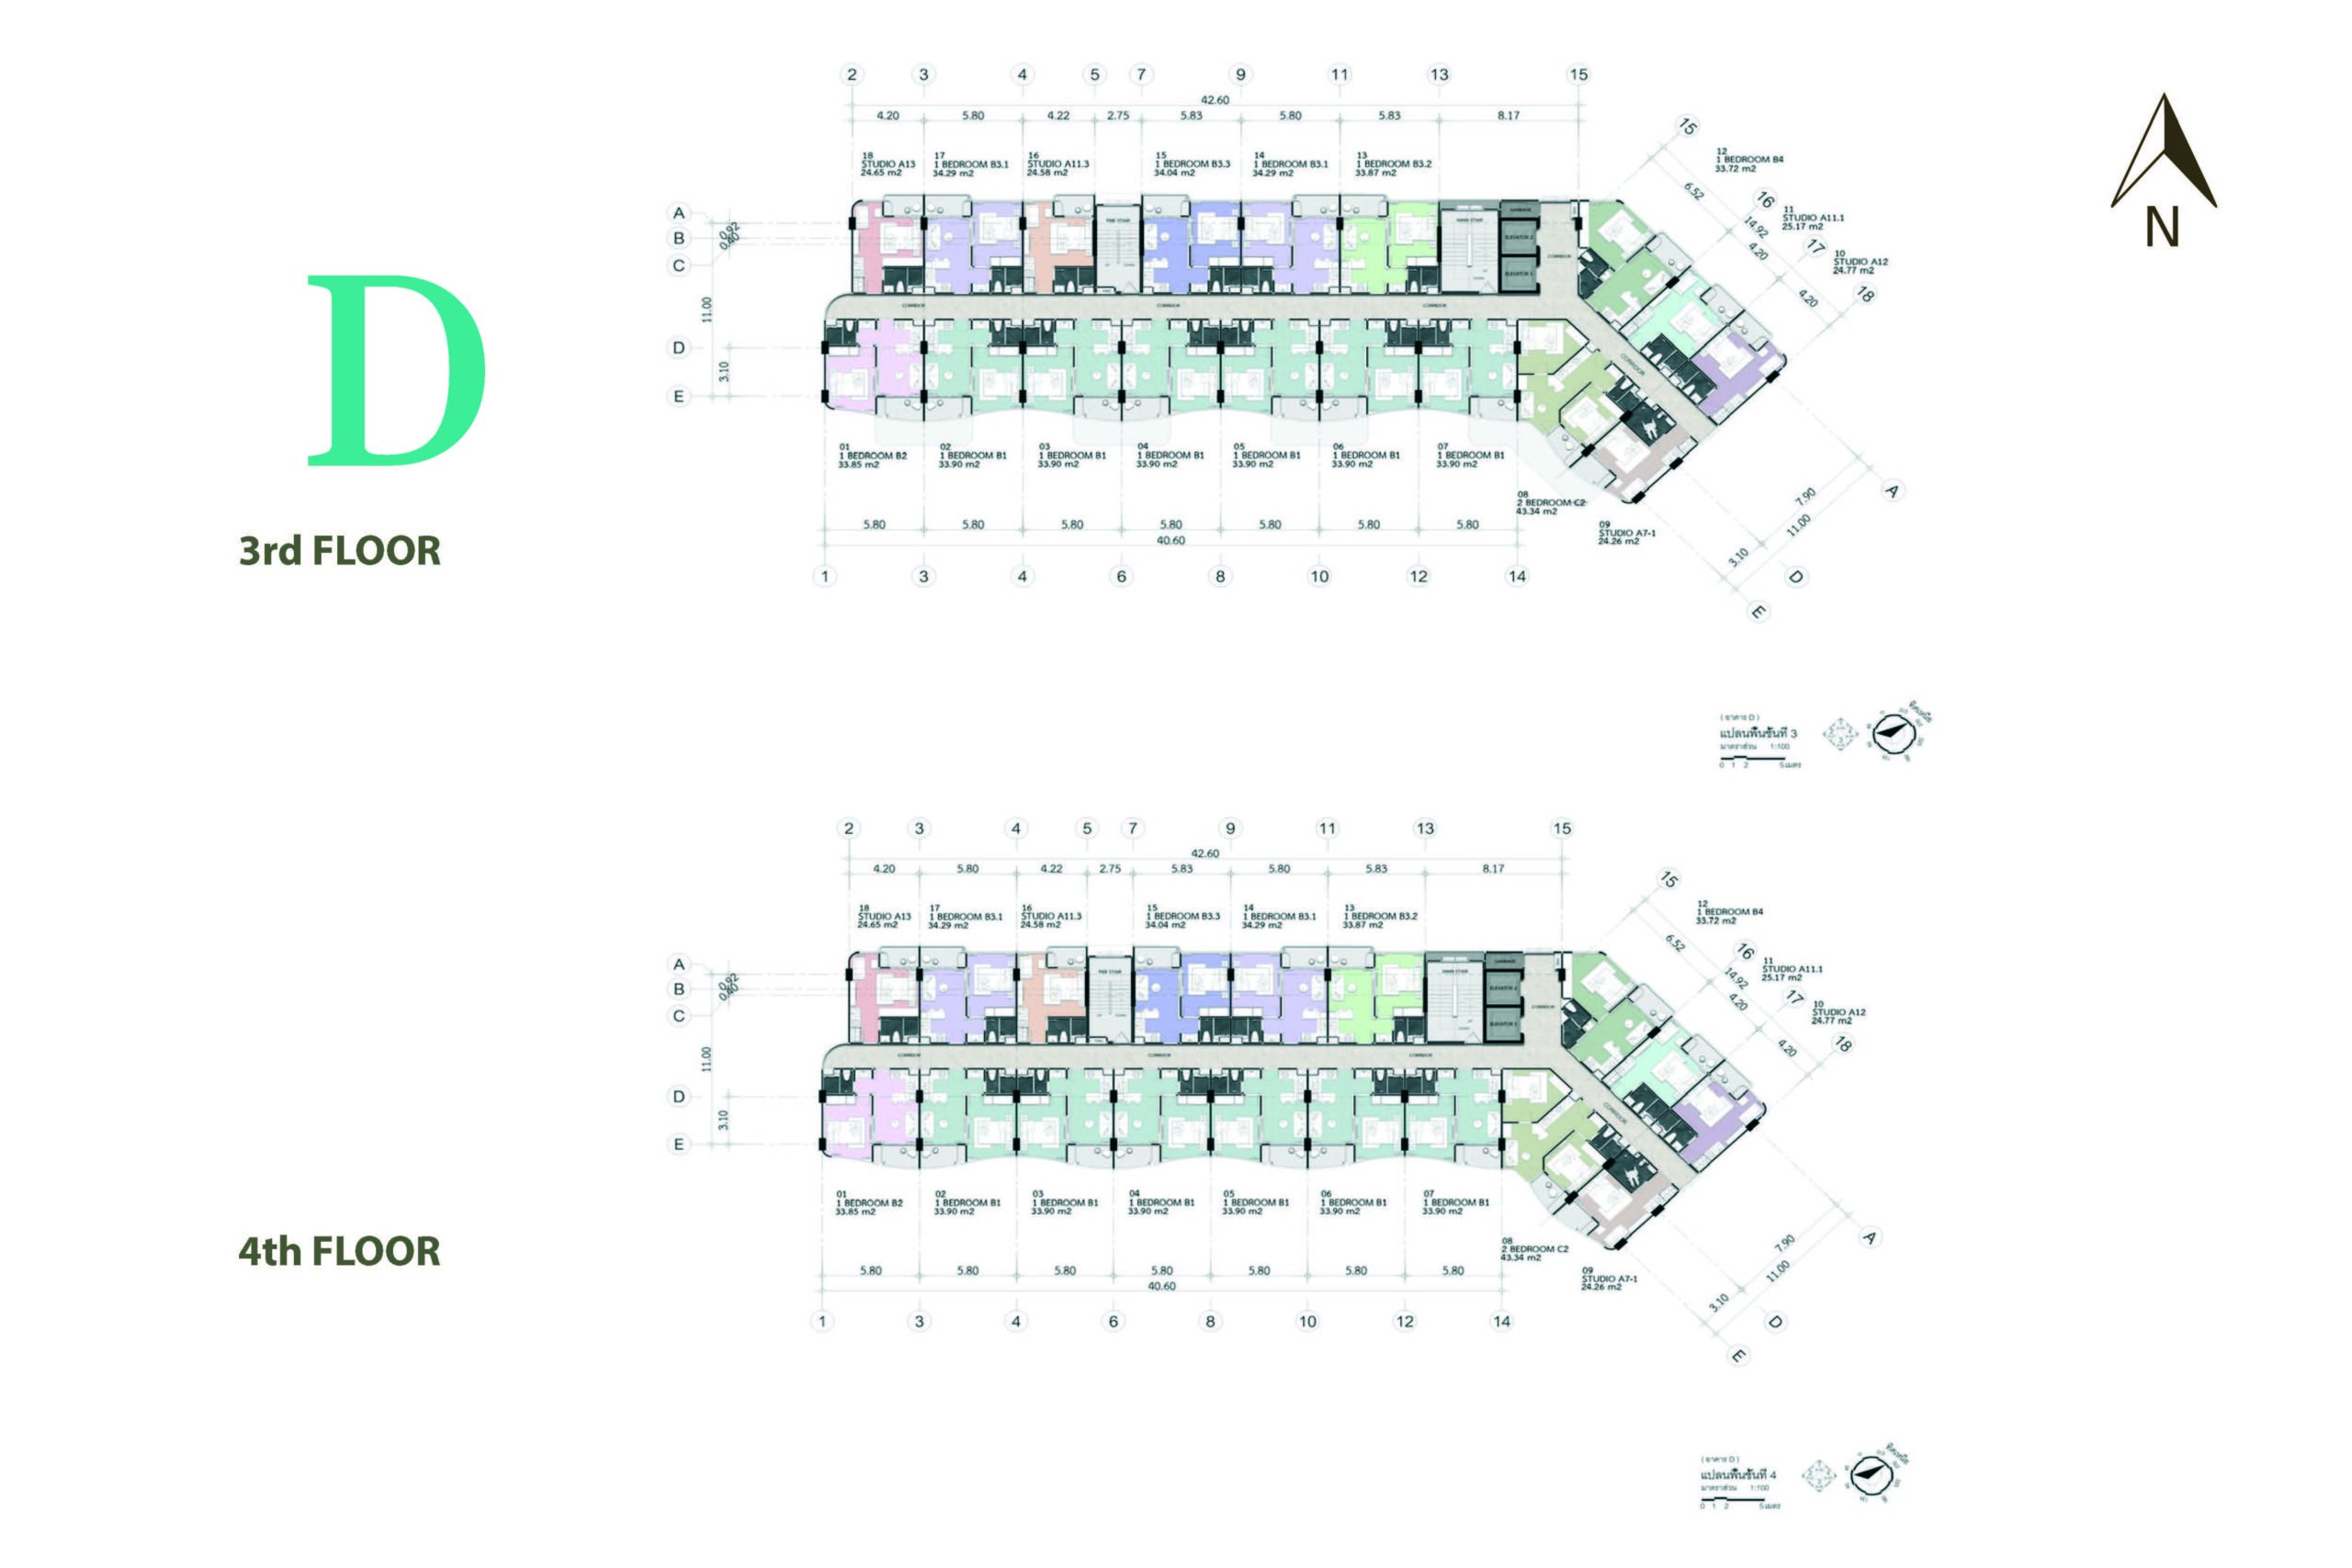 D
3rd FLOOR
N
2 3 4 5 7 9 11 13 15
42.60
4.20 5.80 4.22 2.75 5.83 5.80 5.83 8.17
18
STUDIO A13
24.65 m2
17
1 BEDROOM B3.1
34.29 m2
16
STUDIO A11.3
24.58 m2
15
1 BEDROOM B3.3
34.04 m2
14
1 BEDROOM B3.1
34.29 m2
13
1 BEDROOM B3.2
33.87 m2
15
12
1 BEDROOM B4
33.72 m2
6.52
16
11
STUDIO A11.1
25.17 m2
14.92
4.20
17
10
STUDIO A12
24.77 m2
4.20
18
A
B
C
11.00
D
3.10
E
FIRE STAIR
MAIN STAIR
ELEVATOR 2
ELEVATOR 1
CORRIDOR
CORRIDOR CORRIDOR CORRIDOR
CORRIDOR
01
1 BEDROOM B2
33.85 m2
02
1 BEDROOM B1
33.90 m2
03
1 BEDROOM B1
33.90 m2
04
1 BEDROOM B1
33.90 m2
05
1 BEDROOM B1
33.90 m2
06
1 BEDROOM B1
33.90 m2
07
1 BEDROOM B1
33.90 m2
08
2 BEDROOM C2
43.34 m2
09
STUDIO A7-1
24.26 m2
7.90
11.00
3.10
A
D
E
5.80 5.80 5.80 5.80 5.80 5.80 5.80
40.60
1 3 4 6 8 10 12 14
( อาคาร D )
แปลนพื้นชั้นที่ 3
มาตราส่วน 1:100
0 1 2 5 เมตร
4th FLOOR
2 3 4 5 7 9 11 13 15
42.60
4.20 5.80 4.22 2.75 5.83 5.80 5.83 8.17
18
STUDIO A13
24.65 m2
17
1 BEDROOM B3.1
34.29 m2
16
STUDIO A11.3
24.58 m2
15
1 BEDROOM B3.3
34.04 m2
14
1 BEDROOM B3.1
34.29 m2
13
1 BEDROOM B3.2
33.87 m2
15
12
1 BEDROOM B4
33.72 m2
6.52
16
11
STUDIO A11.1
25.17 m2
14.92
4.20
17
10
STUDIO A12
24.77 m2
4.20
18
A
B
C
11.00
D
3.10
E
FIRE STAIR
MAIN STAIR
ELEVATOR 2
ELEVATOR 1
CORRIDOR
CORRIDOR CORRIDOR CORRIDOR
CORRIDOR
01
1 BEDROOM B2
33.85 m2
02
1 BEDROOM B1
33.90 m2
03
1 BEDROOM B1
33.90 m2
04
1 BEDROOM B1
33.90 m2
05
1 BEDROOM B1
33.90 m2
06
1 BEDROOM B1
33.90 m2
07
1 BEDROOM B1
33.90 m2
08
2 BEDROOM C2
43.34 m2
09
STUDIO A7-1
24.26 m2
7.90
11.00
3.10
A
D
E
5.80 5.80 5.80 5.80 5.80 5.80 5.80
40.60
1 3 4 6 8 10 12 14
( อาคาร D )
แปลนพื้นชั้นที่ 4
มาตราส่วน 1:100
0 1 2 5 เมตร